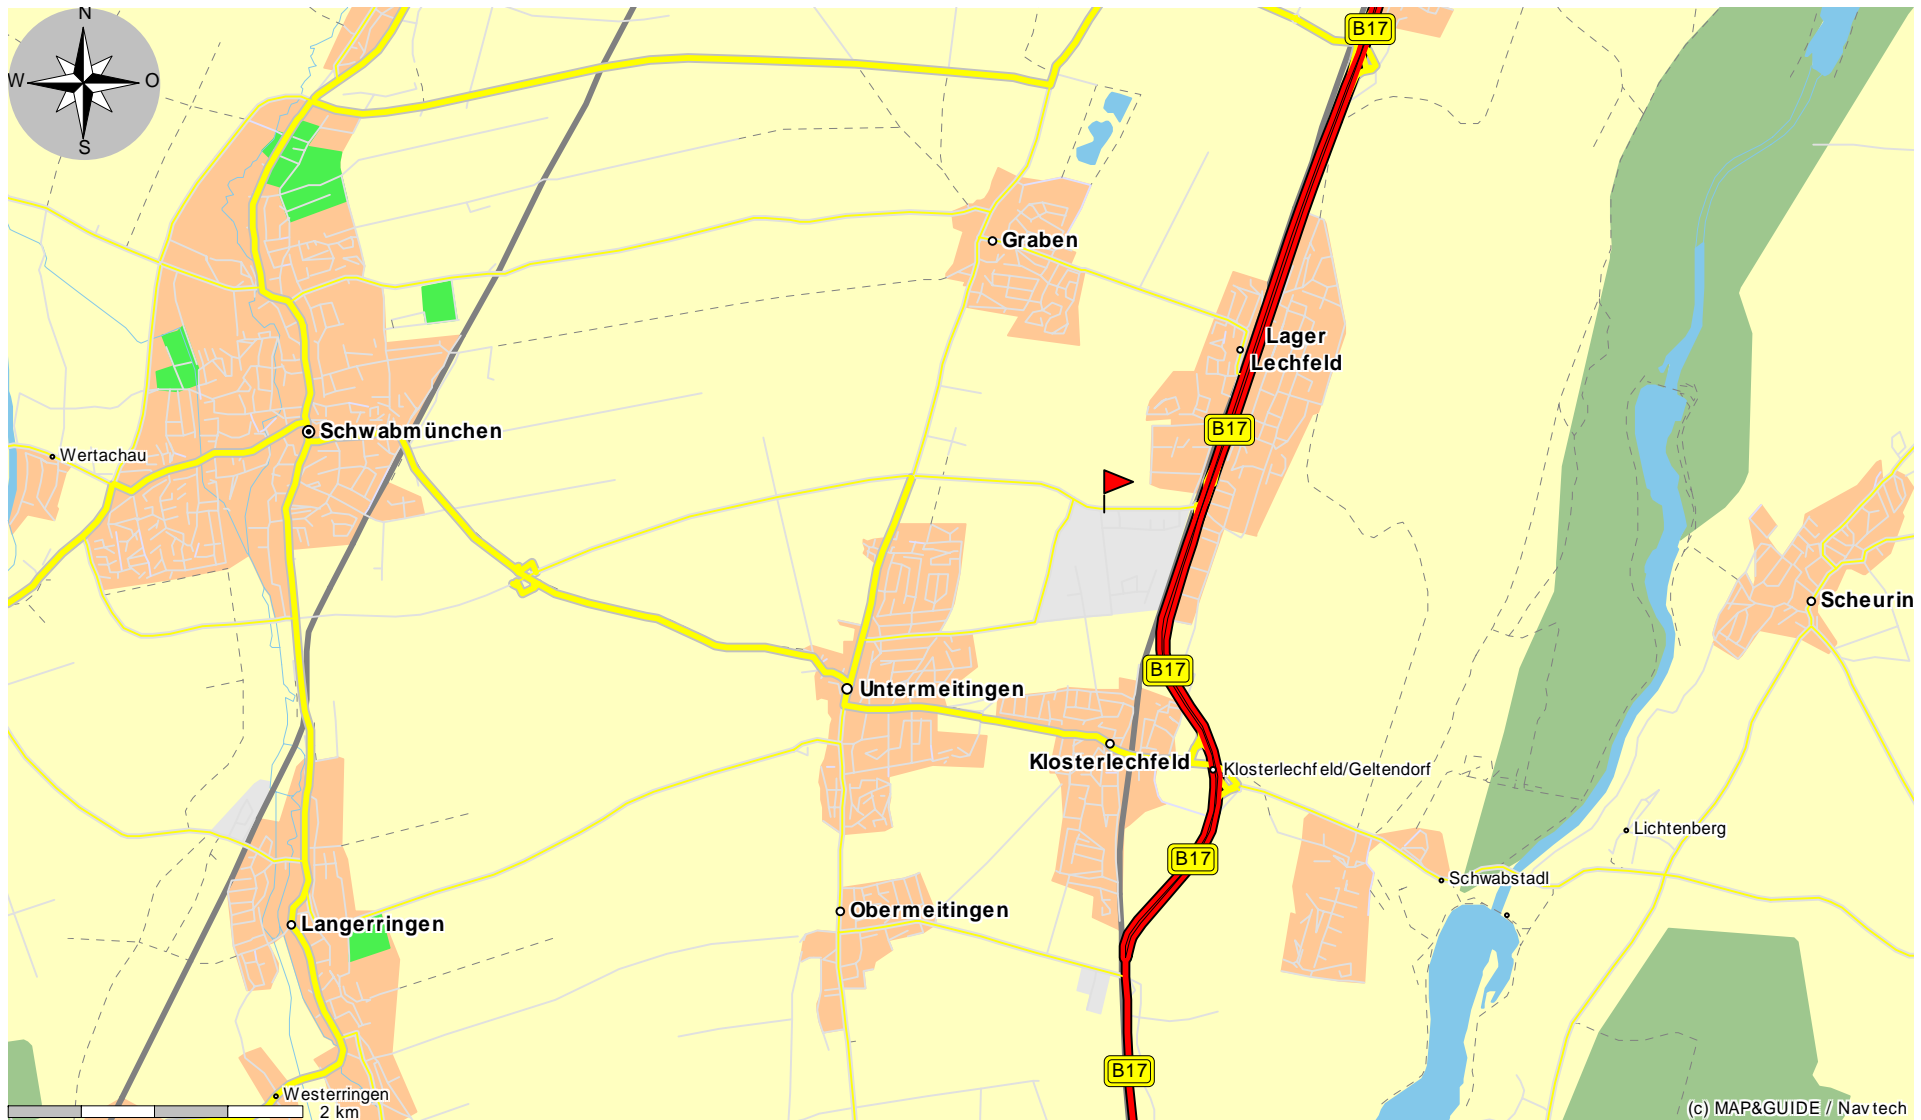 N
B17
W
O
S
Graben
Lager
Lechfeld
B17
Schwabmünchen
Wertachau
Scheurin
B17
Untermeitingen
Klosterlechfeld
Klosterlechfeld/Geltendorf
Lichtenberg
B17
Schwabstadl
Obermeitingen
Langerringen
B17
Westerringen
2 km
(c) MAP&GUIDE / Navtech